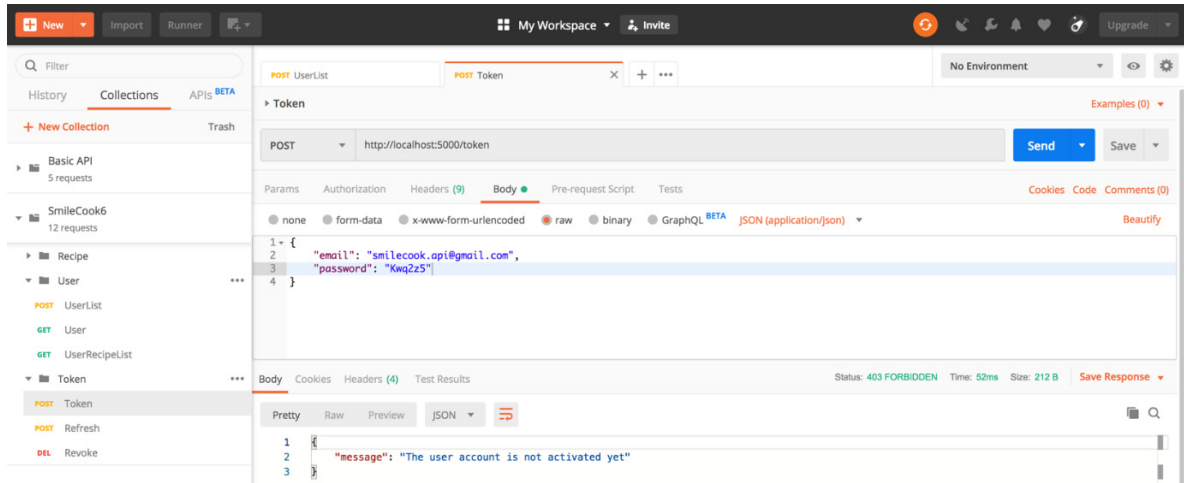 New Import Runner My Workspace Invite Upgrade
Filter
History Collections APIs BETA
+ New Collection Trash
Basic API
5 requests
SmileCook6
12 requests
Recipe
User
POST UserList
GET User
GET UserRecipeList
Token
POST Token
POST Refresh
DEL Revoke
POST UserList POST Token No Environment
Token Examples (0)
POST http://localhost:5000/token Send Save
Params Authorization Headers (9) Body Pre-request Script Tests Cookies Code Comments (0)
none form-data x-www-form-urlencoded raw binary GraphQL BETA JSON (application/json) Beautify
1 {
2 "email": "smilecook.api@gmail.com",
3 "password": "Kwq2z5"
4 }
Body Cookies Headers (4) Test Results Status: 403 FORBIDDEN Time: 52ms Size: 212 B Save Response
Pretty Raw Preview JSON
1 {
2 "message": "The user account is not activated yet"
3 }